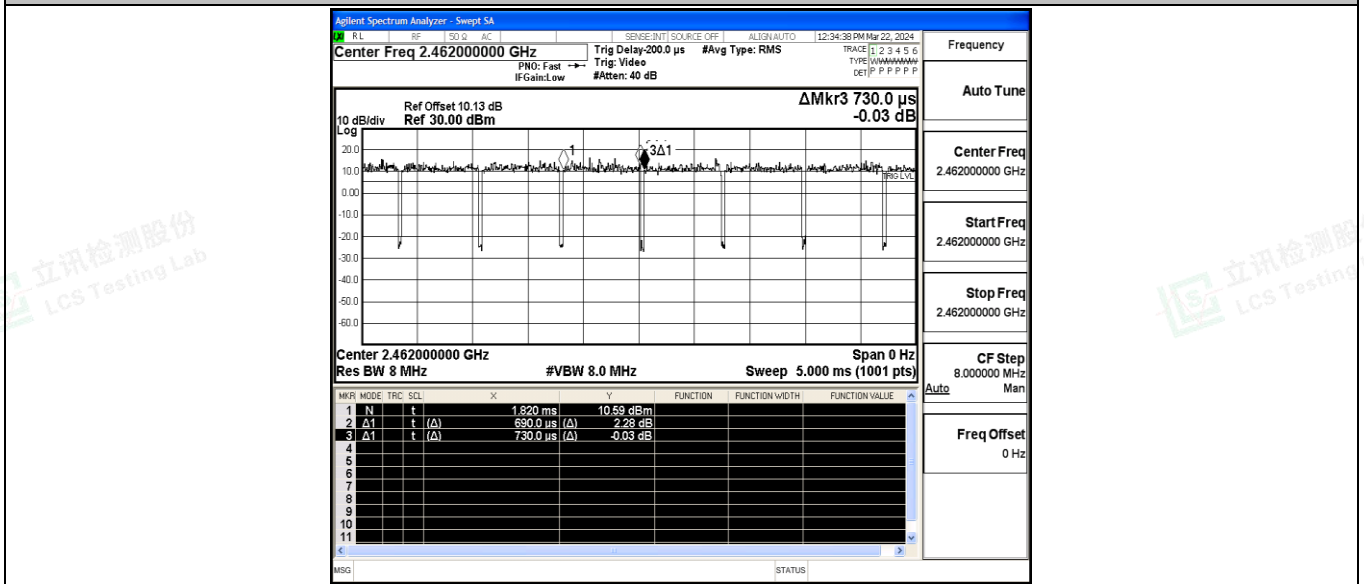 Agilent Spectrum Analyzer - Swept SA
RL RF 50 Ω AC SENSE:INT SOURCE OFF ALIGN AUTO 12:34:38 PM Mar 22, 2024
Center Freq 2.462000000 GHz
Trig Delay-200.0 µs #Avg Type: RMS
TRACE 1 2 3 4 5 6
PNO: Fast Trig: Video
TYPE
IFGain:Low #Atten: 40 dB
DET P P P P P P
Frequency
Auto Tune
ΔMkr3 730.0 µs
-0.03 dB
Ref Offset 10.13 dB
10 dB/div Ref 30.00 dBm
Log
1
3Δ1
20.0
10.0
TRIG LVL
0.00
-10.0
-20.0
-30.0
-40.0
-50.0
-60.0
Center 2.462000000 GHz Span 0 Hz
Res BW 8 MHz #VBW 8.0 MHz Sweep 5.000 ms (1001 pts)
MKR MODE TRC SCL X Y FUNCTION FUNCTION WIDTH FUNCTION VALUE
1 N t 1.820 ms 10.59 dBm
2 Δ1 t (Δ) 690.0 µs (Δ) 2.28 dB
3 Δ1 t (Δ) 730.0 µs (Δ) -0.03 dB
4
5
6
7
8
9
10
11
MSG STATUS
Center Freq
2.462000000 GHz
Start Freq
2.462000000 GHz
Stop Freq
2.462000000 GHz
CF Step
8.000000 MHz
Auto Man
Freq Offset
0 Hz
立讯检测股份
LCS Testing Lab
立讯检测股
LCS Testing